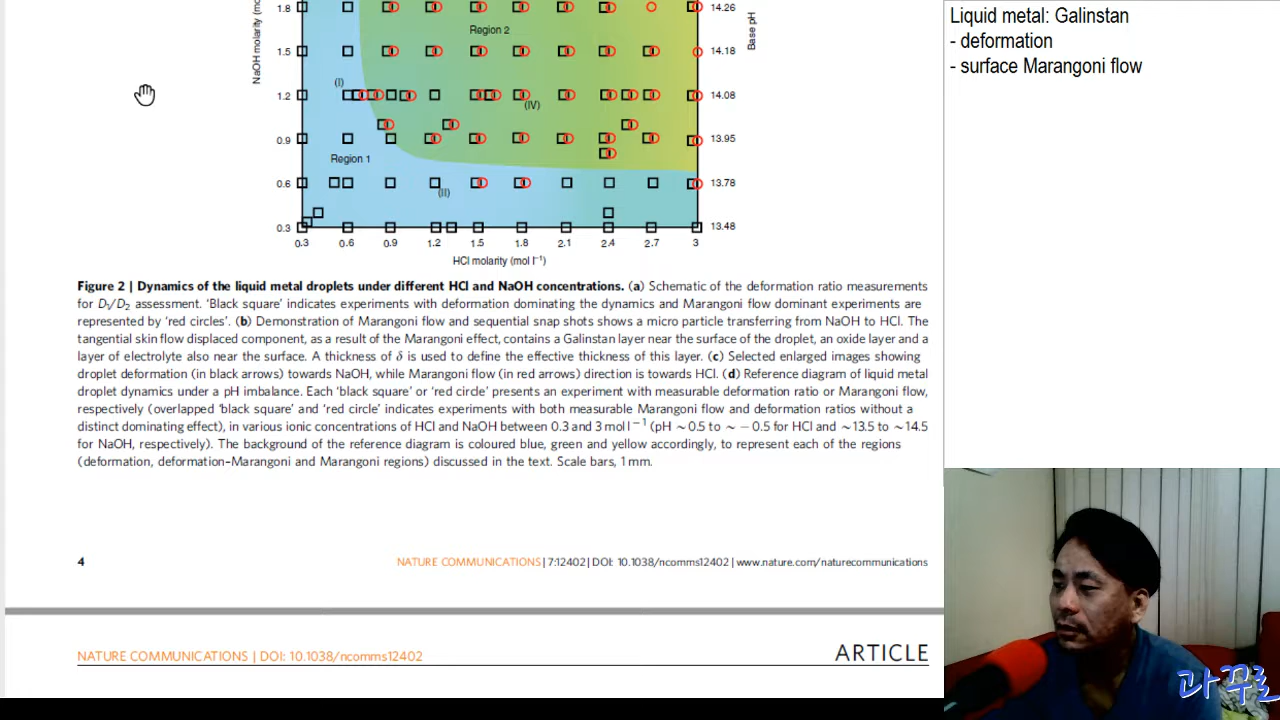 NaOH molarity (mo
1.8
1.5
1.2
0.9
0.6
0.3
Region 2
(I)
(IV)
Region 1
(II)
14.26
14.18
14.08
13.95
13.78
13.48
Base pH
0.3 0.6 0.9 1.2 1.5 1.8 2.1 2.4 2.7 3
HCl molarity (mol l⁻¹)
Figure 2 | Dynamics of the liquid metal droplets under different HCl and NaOH concentrations. (a) Schematic of the deformation ratio measurements
for D₁/D₂ assessment. 'Black square' indicates experiments with deformation dominating the dynamics and Marangoni flow dominant experiments are
represented by 'red circles'. (b) Demonstration of Marangoni flow and sequential snap shots shows a micro particle transferring from NaOH to HCl. The
tangential skin flow displaced component, as a result of the Marangoni effect, contains a Galinstan layer near the surface of the droplet, an oxide layer and a
layer of electrolyte also near the surface. A thickness of δ is used to define the effective thickness of this layer. (c) Selected enlarged images showing
droplet deformation (in black arrows) towards NaOH, while Marangoni flow (in red arrows) direction is towards HCl. (d) Reference diagram of liquid metal
droplet dynamics under a pH imbalance. Each 'black square' or 'red circle' presents an experiment with measurable deformation ratio or Marangoni flow,
respectively (overlapped 'black square' and 'red circle' indicates experiments with both measurable Marangoni flow and deformation ratios without a
distinct dominating effect), in various ionic concentrations of HCl and NaOH between 0.3 and 3 mol l⁻¹ (pH ~0.5 to ~ − 0.5 for HCl and ~13.5 to ~14.5
for NaOH, respectively). The background of the reference diagram is coloured blue, green and yellow accordingly, to represent each of the regions
(deformation, deformation–Marangoni and Marangoni regions) discussed in the text. Scale bars, 1 mm.
4
NATURE COMMUNICATIONS | 7:12402 | DOI: 10.1038/ncomms12402 | www.nature.com/naturecommunications
NATURE COMMUNICATIONS | DOI: 10.1038/ncomms12402
ARTICLE
Liquid metal: Galinstan
- deformation
- surface Marangoni flow
과꾸로